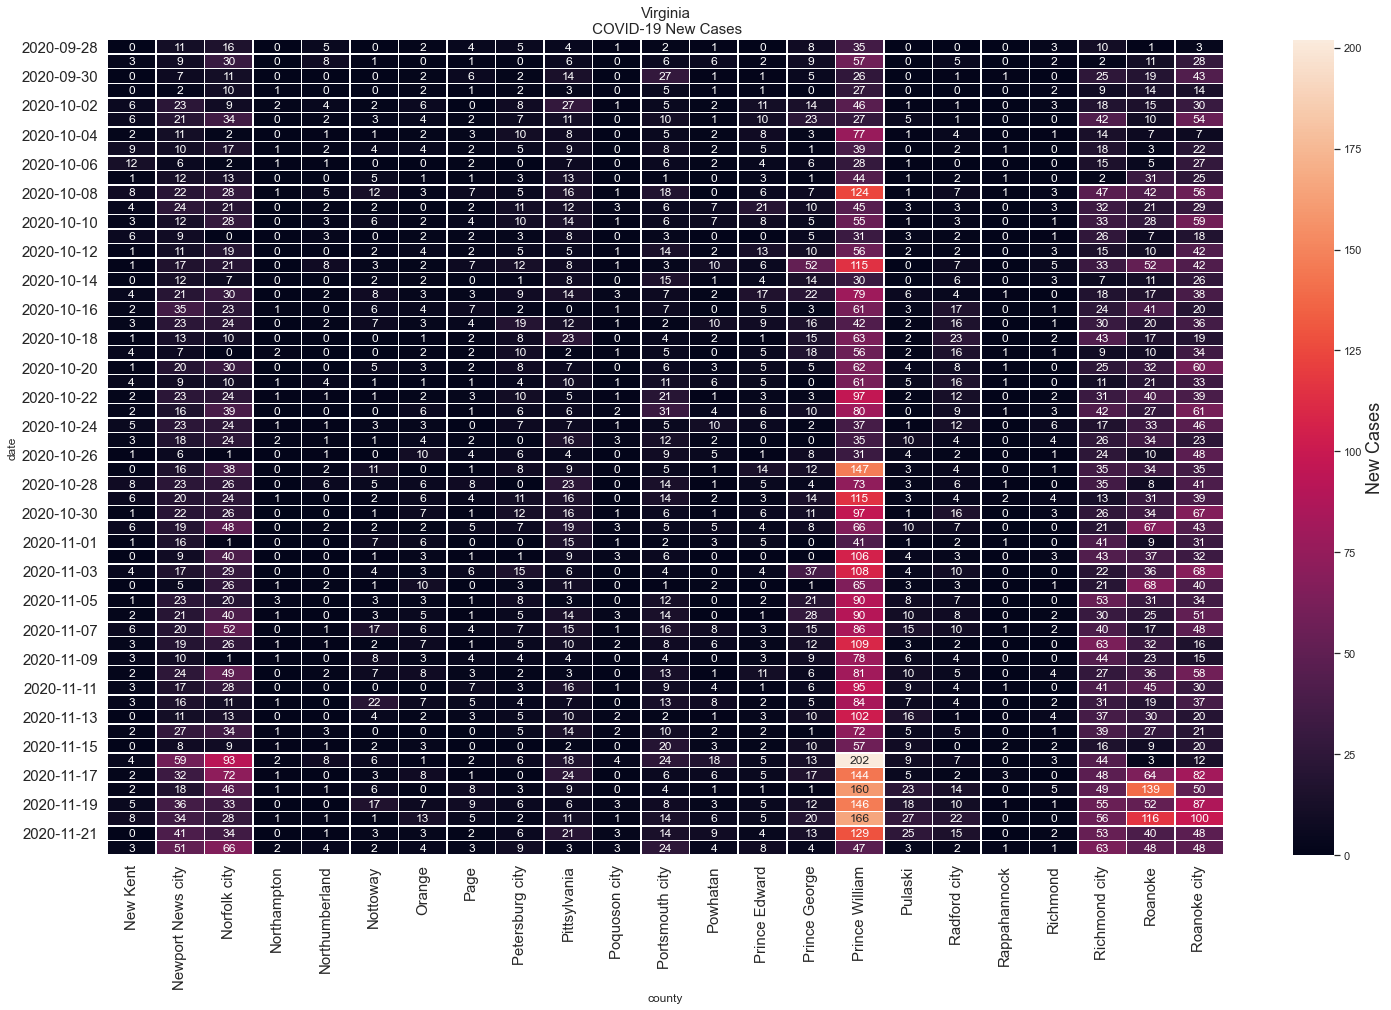 Virginia
COVID-19 New Cases
2020-09-28 0 11 16 0 5 0 2 4 5 4 1 2 1 0 8 35 0 0 0 3 10 1 3
3 9 30 0 8 1 0 1 0 6 0 6 6 2 9 57 0 5 0 2 2 11 28
2020-09-30 0 7 11 0 0 0 2 6 2 14 0 27 1 1 5 26 0 1 1 0 25 19 43
0 2 10 1 0 0 2 1 2 3 0 5 1 1 0 27 0 0 0 2 9 14 14
2020-10-02 6 23 9 2 4 2 6 0 8 27 1 5 2 11 14 46 1 1 0 3 18 15 30
6 21 34 0 2 3 4 2 7 11 0 10 1 10 23 27 5 1 0 0 42 10 54
2020-10-04 2 11 2 0 1 1 2 3 10 8 0 5 2 8 3 77 1 4 0 1 14 7 7
9 10 17 1 2 4 4 2 5 9 0 8 2 5 1 39 0 2 0 1 18 3 22
2020-10-06 12 6 2 1 1 0 0 2 0 7 0 6 2 4 6 28 1 0 0 0 15 5 27
1 12 13 0 0 5 1 1 3 13 0 1 0 3 1 44 1 2 1 0 2 31 25
2020-10-08 8 22 28 1 5 12 3 7 5 16 1 18 0 6 7 124 1 7 1 3 47 42 56
4 24 21 0 2 2 0 2 11 12 3 6 7 21 10 45 3 3 0 3 32 21 29
2020-10-10 3 12 28 0 3 6 2 4 10 14 1 6 7 8 5 55 1 3 0 1 33 28 59
6 9 0 0 3 0 2 2 3 8 0 3 0 0 5 31 3 2 0 1 26 7 18
2020-10-12 1 11 19 0 0 2 4 2 5 5 1 14 2 13 10 56 2 2 0 3 15 10 42
1 17 21 0 8 3 2 7 12 8 1 3 10 6 52 115 0 7 0 5 33 52 42
2020-10-14 0 12 7 0 0 2 2 0 1 8 0 15 1 4 14 30 0 6 0 3 7 11 26
4 21 30 0 2 8 3 3 9 14 3 7 2 17 22 79 6 4 1 0 18 17 38
2020-10-16 2 35 23 1 0 6 4 7 2 0 1 7 0 5 3 61 3 17 0 1 24 41 20
3 23 24 0 2 7 3 4 19 12 1 2 10 9 16 42 2 16 0 1 30 20 36
2020-10-18 1 13 10 0 0 0 1 2 8 23 0 4 2 1 15 63 2 23 0 2 43 17 19
4 7 0 2 0 0 2 2 10 2 1 5 0 5 18 56 2 16 1 1 9 10 34
2020-10-20 1 20 30 0 0 5 3 2 8 7 0 6 3 5 5 62 4 8 1 0 25 32 60
4 9 10 1 4 1 1 1 4 10 1 11 6 5 0 61 5 16 1 0 11 21 33
2020-10-22 2 23 24 1 1 1 2 3 10 5 1 21 1 3 3 97 2 12 0 2 31 40 39
2 16 39 0 0 0 6 1 6 6 2 31 4 6 10 80 0 9 1 3 42 27 61
2020-10-24 5 23 24 1 1 3 3 0 7 7 1 5 10 6 2 37 1 12 0 6 17 33 46
3 18 24 2 1 1 4 2 0 16 3 12 2 0 0 35 10 4 0 4 26 34 23
2020-10-26 1 6 1 0 1 0 10 4 6 4 0 9 5 1 8 31 4 2 0 1 24 10 48
0 16 38 0 2 11 0 1 8 9 0 5 1 14 12 147 3 4 0 1 35 34 35
2020-10-28 8 23 26 0 6 5 6 8 0 23 0 14 1 5 4 73 3 6 1 0 35 8 41
6 20 24 1 0 2 6 4 11 16 0 14 2 3 14 115 3 4 2 4 13 31 39
2020-10-30 1 22 26 0 0 1 7 1 12 16 1 6 1 6 11 97 1 16 0 3 26 34 67
6 19 48 0 2 2 2 5 7 19 3 5 5 4 8 66 10 7 0 0 21 67 43
2020-11-01 1 16 1 0 0 7 6 0 0 15 1 2 3 5 0 41 1 2 1 0 41 9 31
0 9 40 0 0 1 3 1 1 9 3 6 0 0 0 106 4 3 0 3 43 37 32
2020-11-03 4 17 29 0 0 4 3 6 15 6 0 4 0 4 37 108 4 10 0 0 22 36 68
0 5 26 1 2 1 10 0 3 11 0 1 2 0 1 65 3 3 0 1 21 68 40
2020-11-05 1 23 20 3 0 3 3 1 8 3 0 12 0 2 21 90 8 7 0 0 53 31 34
2 21 40 1 0 3 5 1 5 14 3 14 0 1 28 90 10 8 0 2 30 25 51
2020-11-07 6 20 52 0 1 17 6 4 7 15 1 16 8 3 15 86 15 10 1 2 40 17 48
3 19 26 1 1 2 7 1 5 10 2 8 6 3 12 109 3 2 0 0 63 32 16
2020-11-09 3 10 1 1 0 8 3 4 4 4 0 4 0 3 9 78 6 4 0 0 44 23 15
2 24 49 0 2 7 8 3 2 3 0 13 1 11 6 81 10 5 0 4 27 36 58
2020-11-11 3 17 28 0 0 0 0 7 3 16 1 9 4 1 6 95 9 4 1 0 41 45 30
3 16 11 1 0 22 7 5 4 7 0 13 8 2 5 84 7 4 0 2 31 19 37
2020-11-13 0 11 13 0 0 4 2 3 5 10 2 2 1 3 10 102 16 1 0 4 37 30 20
2 27 34 1 3 0 0 0 5 14 2 10 2 2 1 72 5 5 0 1 39 27 21
2020-11-15 0 8 9 1 1 2 3 0 0 2 0 20 3 2 10 57 9 0 2 2 16 9 20
4 59 93 2 8 6 1 2 6 18 4 24 18 5 13 202 9 7 0 3 44 3 12
2020-11-17 2 32 72 1 0 3 8 1 0 24 0 6 6 5 17 144 5 2 3 0 48 64 82
2 18 46 1 1 6 0 8 3 9 0 4 1 1 1 160 23 14 0 5 49 139 50
2020-11-19 5 36 33 0 0 17 7 9 6 6 3 8 3 5 12 146 18 10 1 1 55 52 87
8 34 28 1 0 1 13 5 2 11 1 14 6 5 20 166 27 22 0 0 56 116 100
2020-11-21 0 41 34 0 1 3 3 2 6 21 3 14 9 4 13 129 25 15 0 2 53 40 48
3 51 66 2 4 2 4 3 9 3 3 24 4 8 4 47 3 2 1 1 63 48 48
date
New Kent
Newport News city
Norfolk city
Northampton
Northumberland
Nottoway
Orange
Page
Petersburg city
Pittsylvania
Poquoson city
Portsmouth city
Powhatan
Prince Edward
Prince George
Prince William
Pulaski
Radford city
Rappahannock
Richmond
Richmond city
Roanoke
Roanoke city
county
200
175
150
125
100
75
50
25
0
New Cases